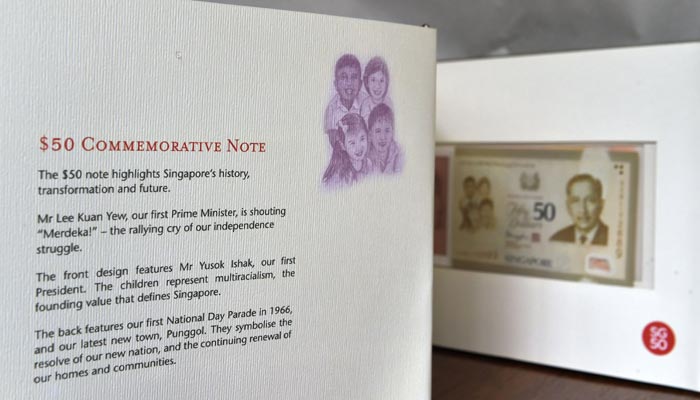 $50 COMMEMORATIVE NOTE
The $50 note highlights Singapore's history,
transformation and future.
Mr Lee Kuan Yew, our first Prime Minister, is shouting
"Merdeka!" – the rallying cry of our independence
struggle.
The front design features Mr Yusok Ishak, our first
President. The children represent multiracialism, the
founding value that defines Singapore.
The back features our first National Day Parade in 1966,
and our latest new town, Punggol. They symbolise the
resolve of our new nation, and the continuing renewal of
our homes and communities.
Fifty 50
Dollars
SINGAPORE
SG
50